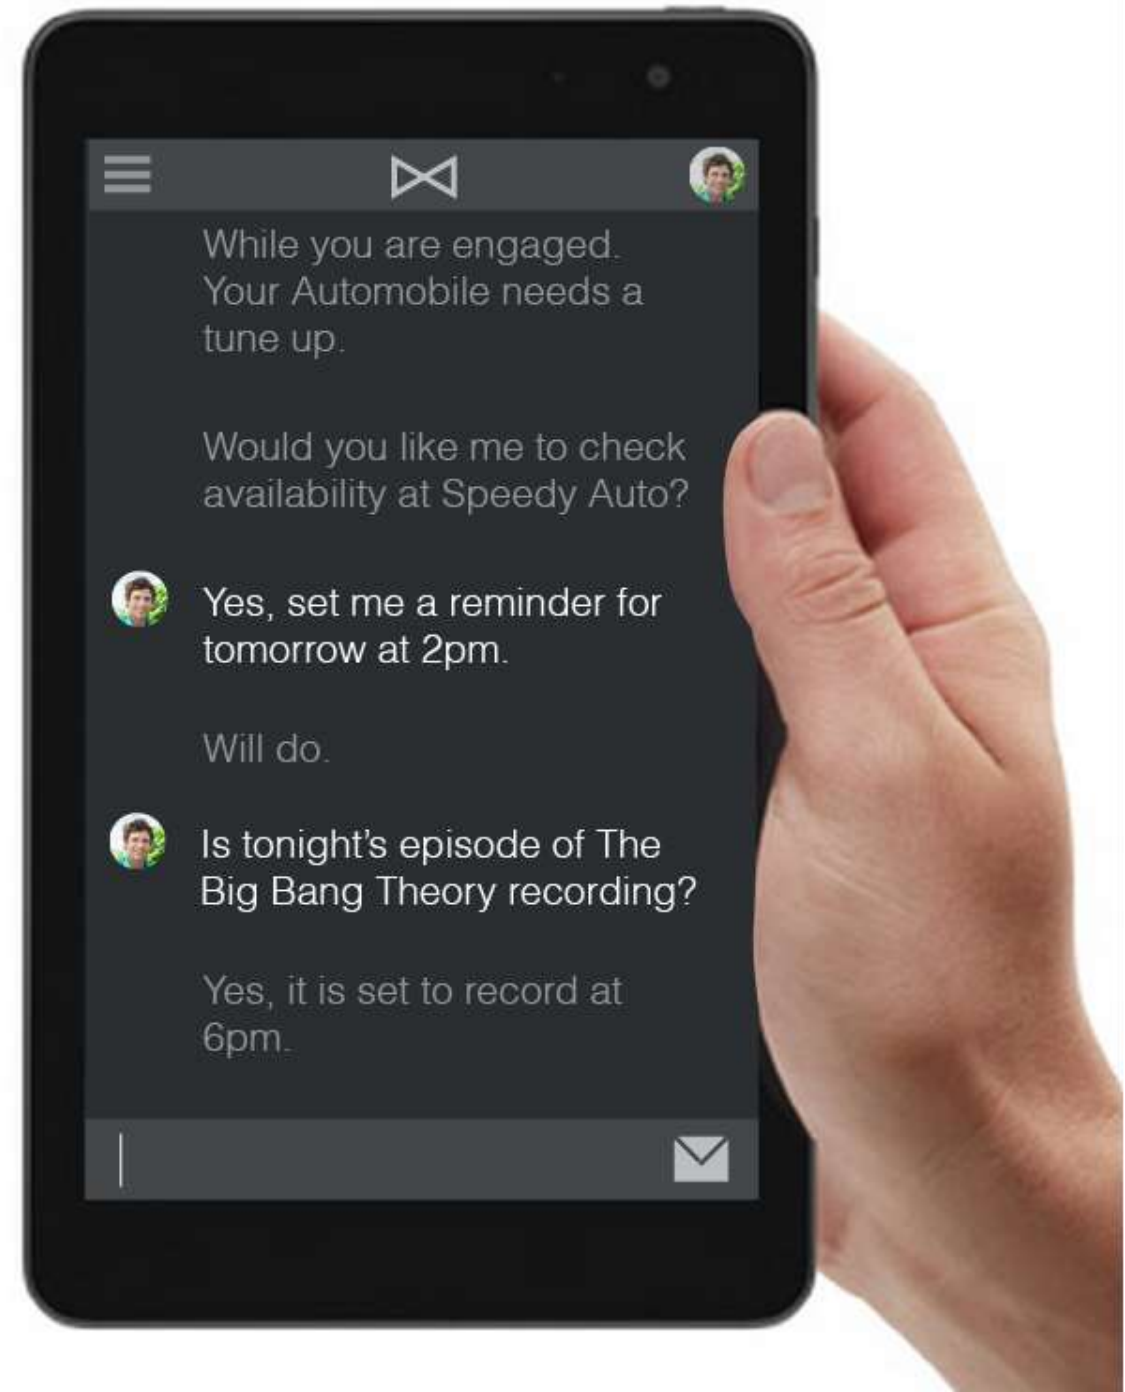 While you are engaged.
Your Automobile needs a
tune up.
Would you like me to check
availability at Speedy Auto?
Yes, set me a reminder for
tomorrow at 2pm.
Will do.
Is tonight's episode of The
Big Bang Theory recording?
Yes, it is set to record at
6pm.